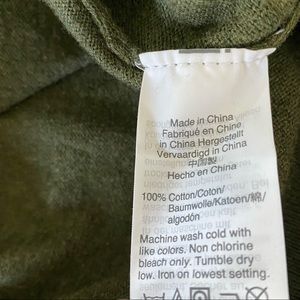 Made in China
Fabriqué en Chine
in China Hergestellt
Vervaardigd in China
中国製
Hecho en China
100% Cotton/Coton/
Baumwolle/Katoen/綿/
algodón
Machine wash cold with
like colors. Non chlorine
bleach only. Tumble dry
low. Iron on lowest setting.